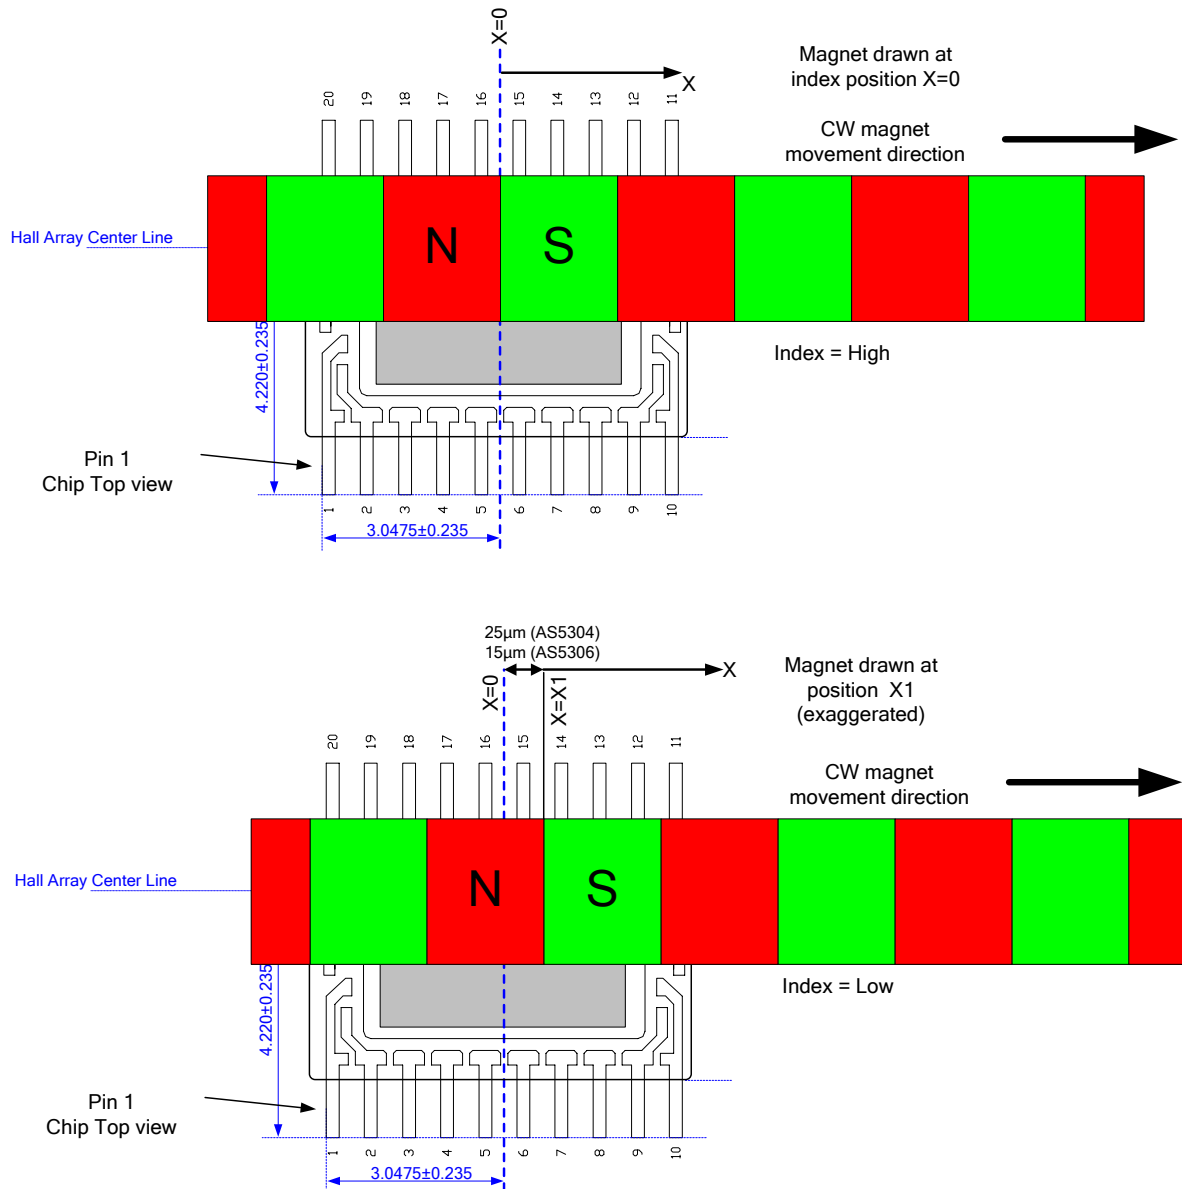 X=0
X
Magnet drawn at
index position X=0
CW magnet
movement direction
20 19 18 17 16 15 14 13 12 11
Hall Array Center Line
N S
4.220±0.235
Index = High
Pin 1
Chip Top view
1 2 3 4 5 6 7 8 9 10
3.0475±0.235
25µm (AS5304)
15µm (AS5306)
X=0
X=X1
X
Magnet drawn at
position X1
(exaggerated)
CW magnet
movement direction
20 19 18 17 16 15 14 13 12 11
Hall Array Center Line
N S
4.220±0.235
Index = Low
Pin 1
Chip Top view
1 2 3 4 5 6 7 8 9 10
3.0475±0.235